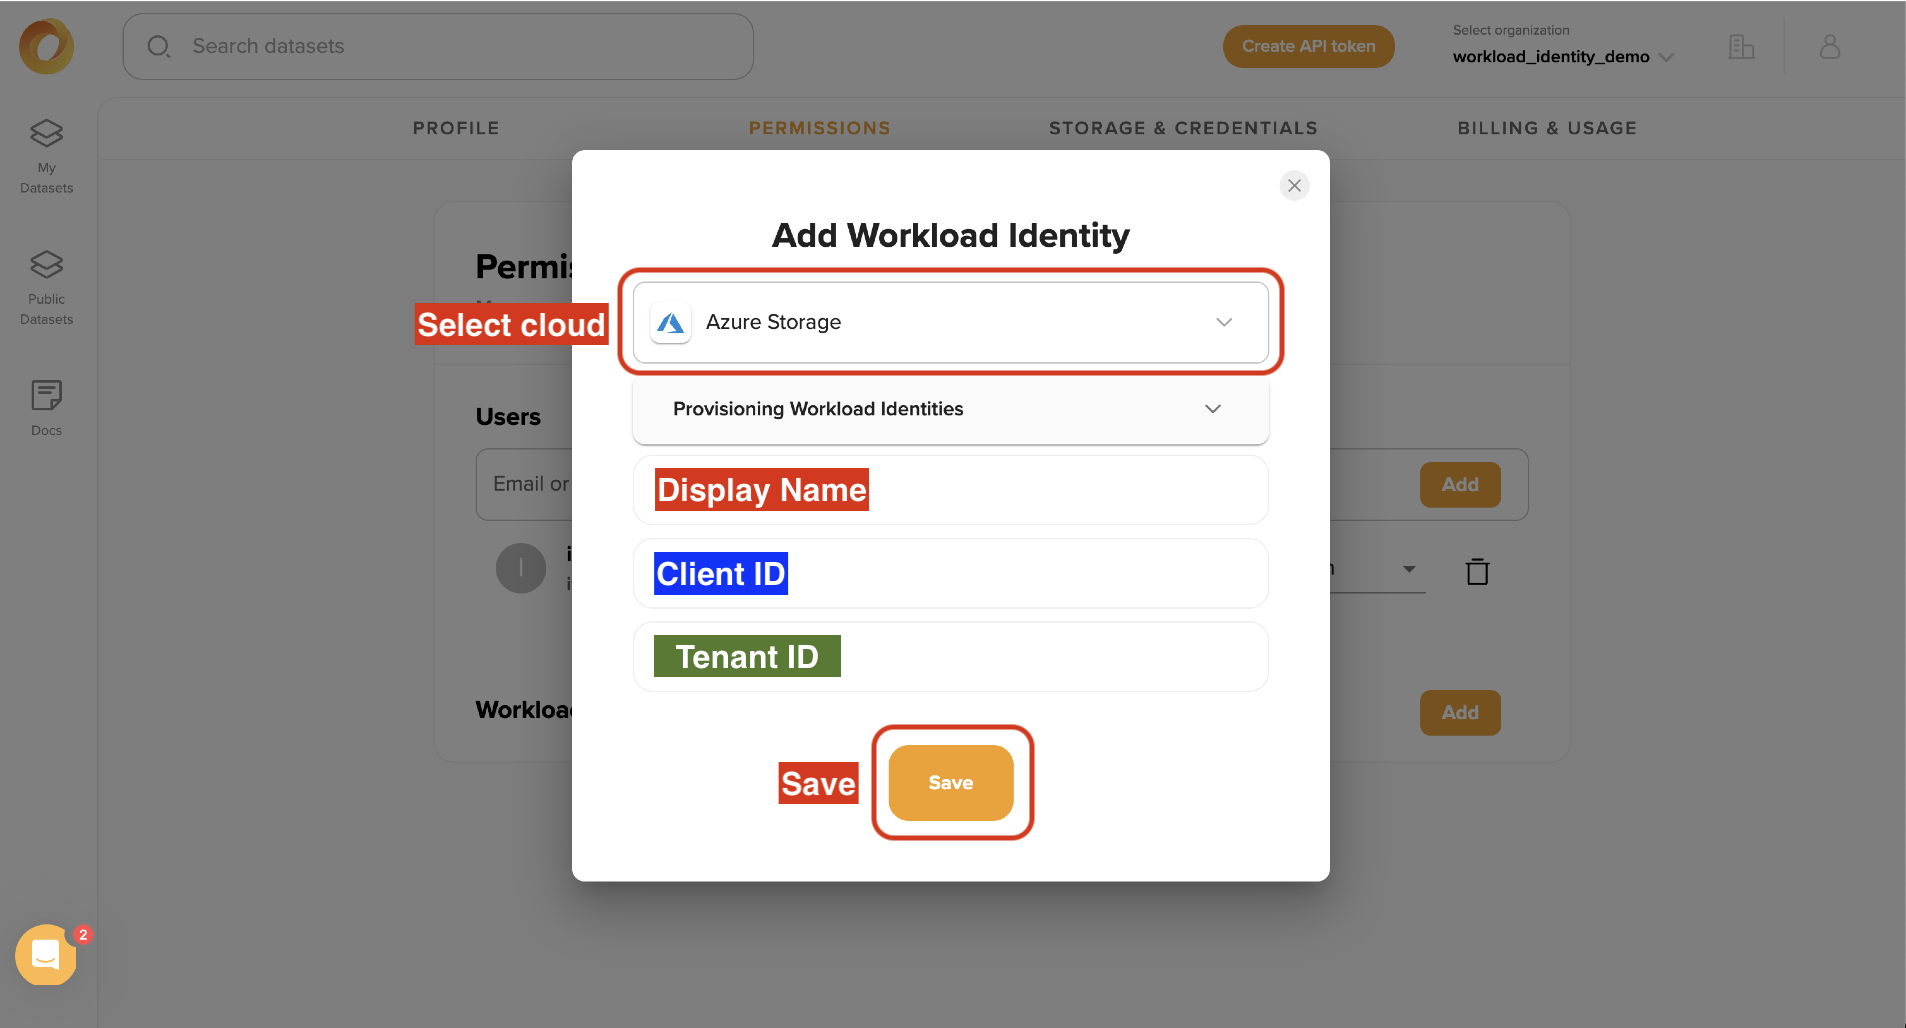 Search datasets
Create API token
Select organization
workload_identity_demo
My
Datasets
Public
Datasets
Docs
PROFILE
PERMISSIONS
STORAGE & CREDENTIALS
BILLING & USAGE
Add Workload Identity
Select cloud
Azure Storage
Provisioning Workload Identities
Users
Email or
Add
I
Display Name
Client ID
Tenant ID
Add
Save
Save
2